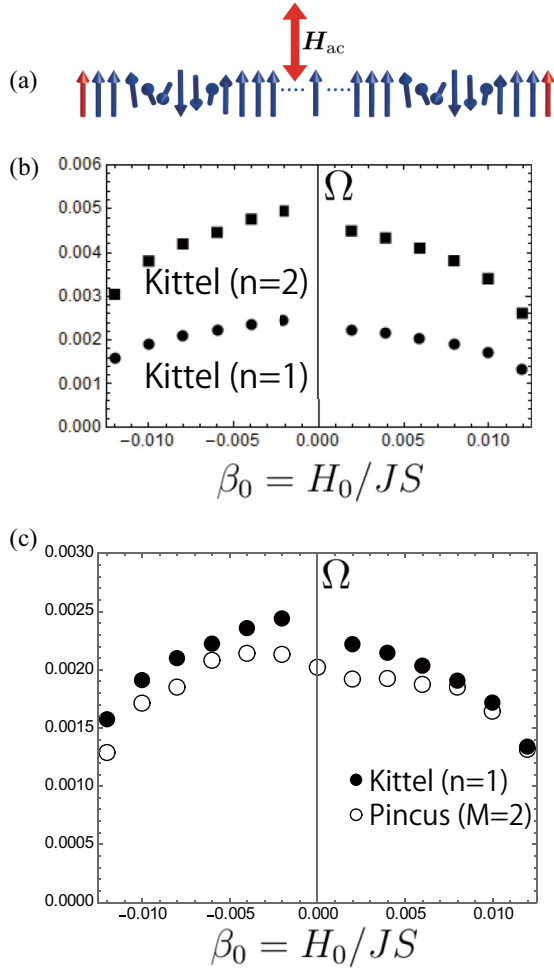 (a)
H_ac
(b)
Ω
0.006
0.005
0.004
0.003
0.002
0.001
0.000
Kittel (n=2)
Kittel (n=1)
−0.010 −0.005 0.000 0.005 0.010
β₀ = H₀/JS
(c)
Ω
0.0030
0.0025
0.0020
0.0015
0.0010
0.0005
0.0000
Kittel (n=1)
Pincus (M=2)
−0.010 −0.005 0.000 0.005 0.010
β₀ = H₀/JS